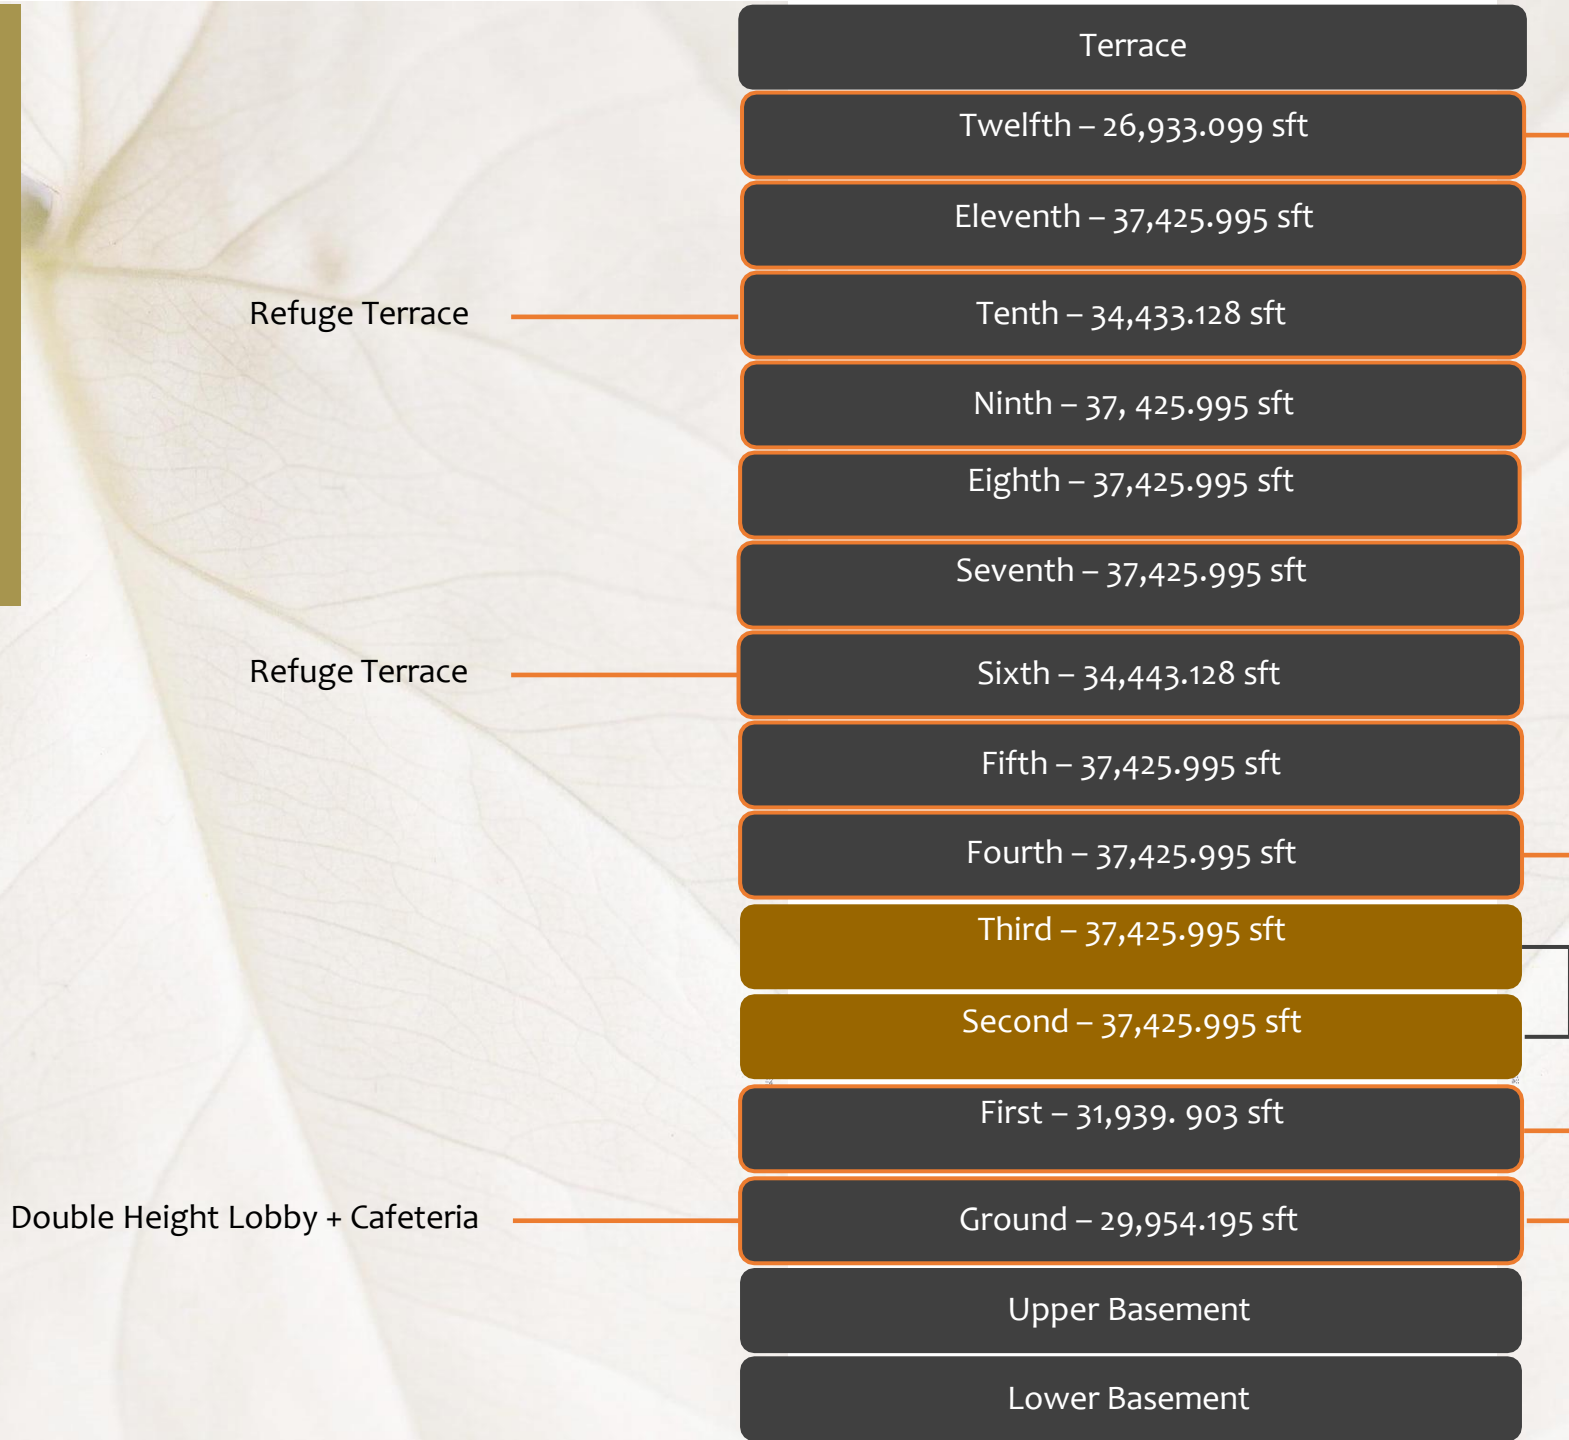 Terrace
Twelfth – 26,933.099 sft
Eleventh – 37,425.995 sft
Refuge Terrace
Tenth – 34,433.128 sft
Ninth – 37, 425.995 sft
Eighth – 37,425.995 sft
Seventh – 37,425.995 sft
Refuge Terrace
Sixth – 34,443.128 sft
Fifth – 37,425.995 sft
Fourth – 37,425.995 sft
Third – 37,425.995 sft
Second – 37,425.995 sft
First – 31,939. 903 sft
Double Height Lobby + Cafeteria
Ground – 29,954.195 sft
Upper Basement
Lower Basement